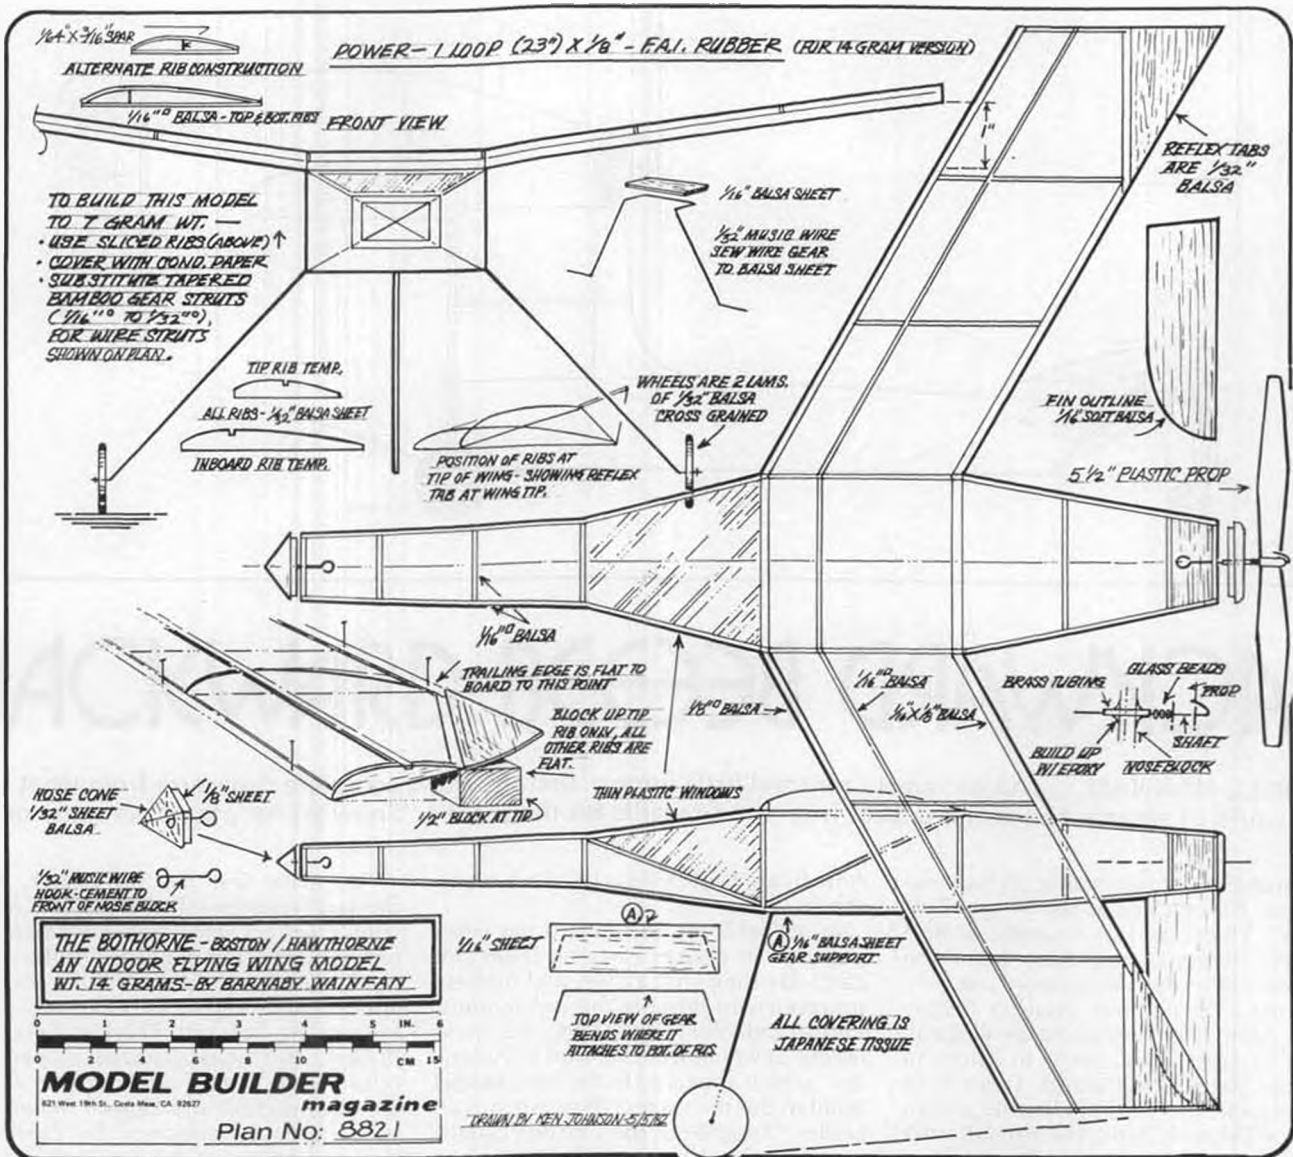 1/64" X 3/16" SPAR
ALTERNATE RIB CONSTRUCTION
1/16"□ BALSA - TOP & BOT. RIBS
POWER - 1 LOOP (23") X 1/8" - F.A.I. RUBBER (FOR 14 GRAM VERSION)
FRONT VIEW
TO BUILD THIS MODEL
TO 7 GRAM WT. —
• USE SLICED RIBS (ABOVE) ↑
• COVER WITH COND. PAPER
• SUBSTITUTE TAPERED
BAMBOO GEAR STRUTS
(1/16"° TO 1/32"°),
FOR WIRE STRUTS
SHOWN ON PLAN.
1/16" BALSA SHEET
1/32" MUSIC WIRE
SEW WIRE GEAR
TO BALSA SHEET
1"
REFLEX TABS
ARE 1/32"
BALSA
TIP RIB TEMP.
ALL RIBS - 1/32" BALSA SHEET
INBOARD RIB TEMP.
POSITION OF RIBS AT
TIP OF WING - SHOWING REFLEX
TAB AT WING TIP.
WHEELS ARE 2 LAMS.
OF 1/32" BALSA
CROSS GRAINED
FIN OUTLINE
1/16" SOFT BALSA
5 1/2" PLASTIC PROP
1/16"□ BALSA
TRAILING EDGE IS FLAT TO
BOARD TO THIS POINT
BLOCK UP TIP
RIB ONLY, ALL
OTHER RIBS ARE
FLAT.
1/2" BLOCK AT TIP
1/8"□ BALSA
1/16"□ BALSA
1/16" X 1/8" BALSA
BRASS TUBING
GLASS BEADS
PROP
SHAFT
BUILD UP
W/EPOXY
NOSEBLOCK
THIN PLASTIC WINDOWS
NOSE CONE
1/32" SHEET
BALSA
1/8" SHEET
1/32" MUSIC WIRE
HOOK - CEMENT TO
FRONT OF NOSE BLOCK
1/16" SHEET
A
A 1/16" BALSA SHEET
GEAR SUPPORT
TOP VIEW OF GEAR
BENDS WHERE IT
ATTACHES TO BOT. OF FUS.
ALL COVERING IS
JAPANESE TISSUE
THE BOTHORNE - BOSTON / HAWTHORNE
AN INDOOR FLYING WING MODEL
WT. 14 GRAMS - BY BARNABY WAINFAN
0 1 2 3 4 5 IN. 6
0 2 4 6 8 10 12 CM 15
MODEL BUILDER
621 West 19th St., Costa Mesa, CA. 92627
magazine
Plan No: 8821
DRAWN BY KEN JOHNSON -5/5/82